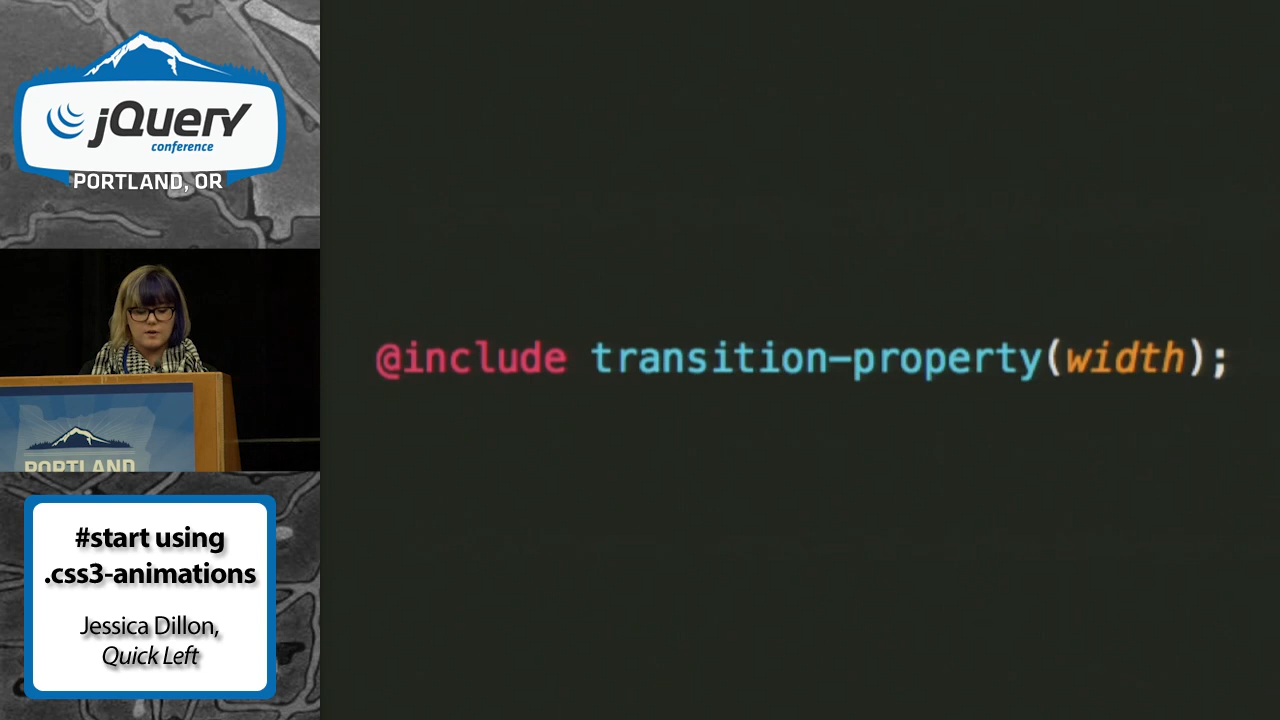 jQuery
conference
PORTLAND, OR
@include transition-property(width);
PORTLAND
#start using
.css3-animations
Jessica Dillon,
Quick Left